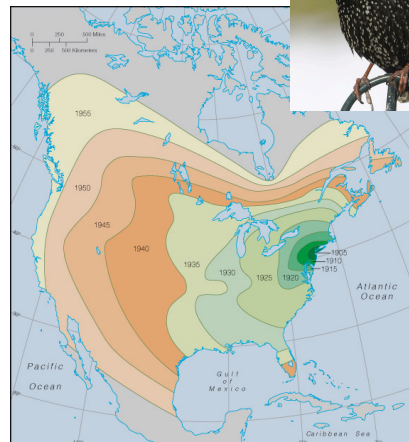 0 250 500 Miles
0 250 500 Kilometers
1955
1950
1945
1940
1935
1930
1925
1920
1905
1910
1915
Atlantic
Ocean
Pacific
Ocean
Gulf
of
Mexico
Caribbean Sea